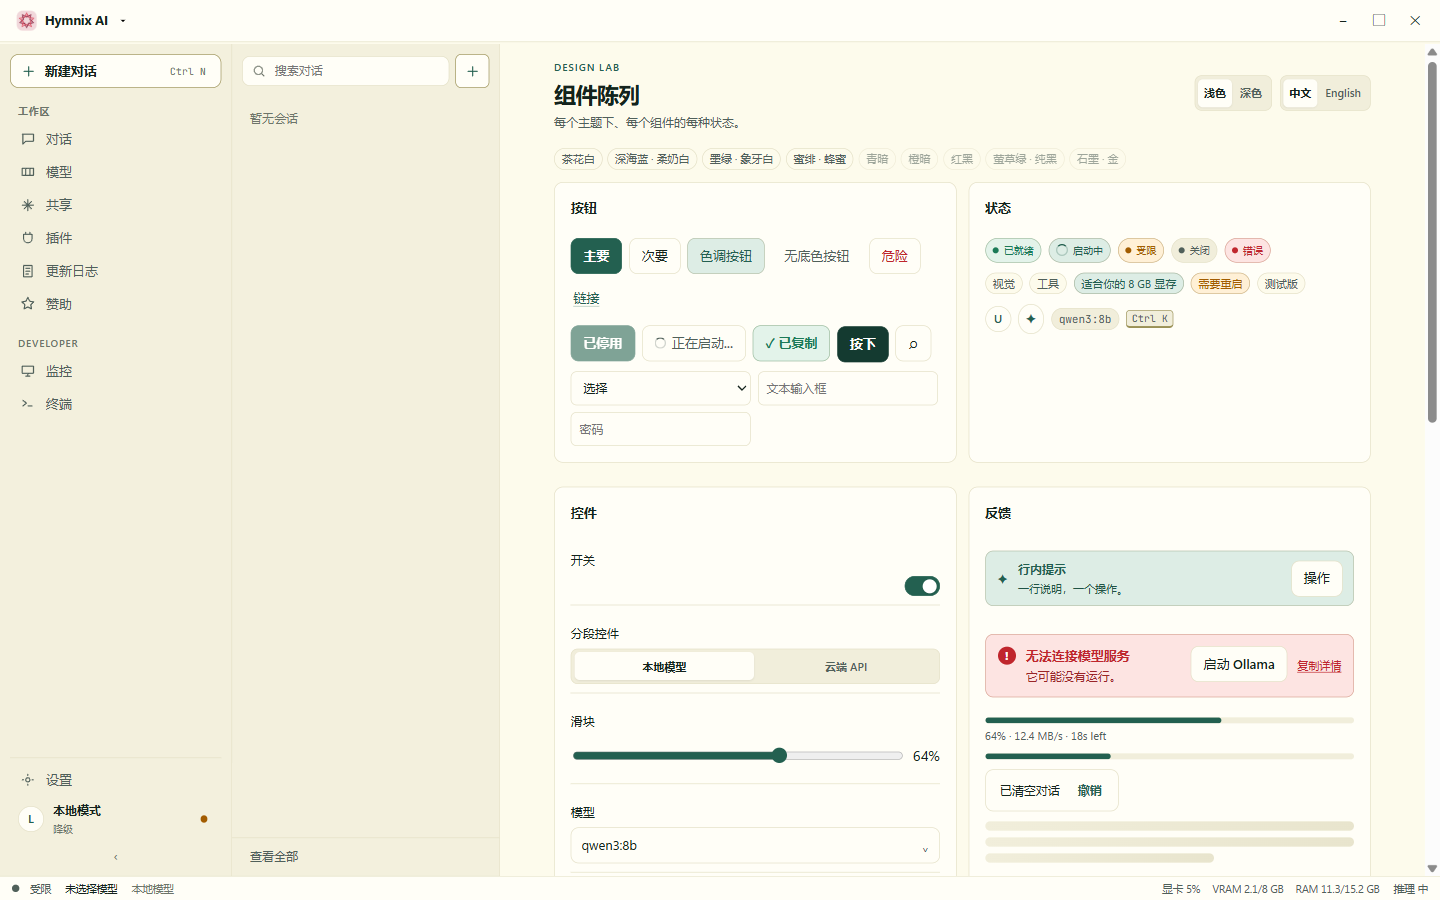 Hymnix AI
新建对话 Ctrl N
工作区
对话
模型
共享
插件
更新日志
赞助
DEVELOPER
监控
终端
设置
L 本地模式
降级
搜索对话
暂无会话
查看全部
DESIGN LAB
组件陈列
每个主题下、每个组件的每种状态。
浅色 深色 中文 English
茶花白 深海蓝 · 柔奶白 墨绿 · 象牙白 蜜绯 · 蜂蜜 青暗 橙暗 红黑 萤草绿 · 纯黑 石墨 · 金
按钮
主要 次要 色调按钮 无底色按钮 危险
链接
已停用 正在启动... ✓ 已复制 按下
选择 文本输入框
密码
状态
已就绪 启动中 受限 关闭 错误
视觉 工具 适合你的 8 GB 显存 需要重启 测试版
U qwen3:8b Ctrl K
控件
开关
分段控件
本地模型 云端 API
滑块
64%
模型
qwen3:8b
反馈
行内提示
一行说明，一个操作。
操作
无法连接模型服务
它可能没有运行。
启动 Ollama 复制详情
64% · 12.4 MB/s · 18s left
已清空对话 撤销
受限 未选择模型 本地模型
显卡 5% VRAM 2.1/8 GB RAM 11.3/15.2 GB 推理 中